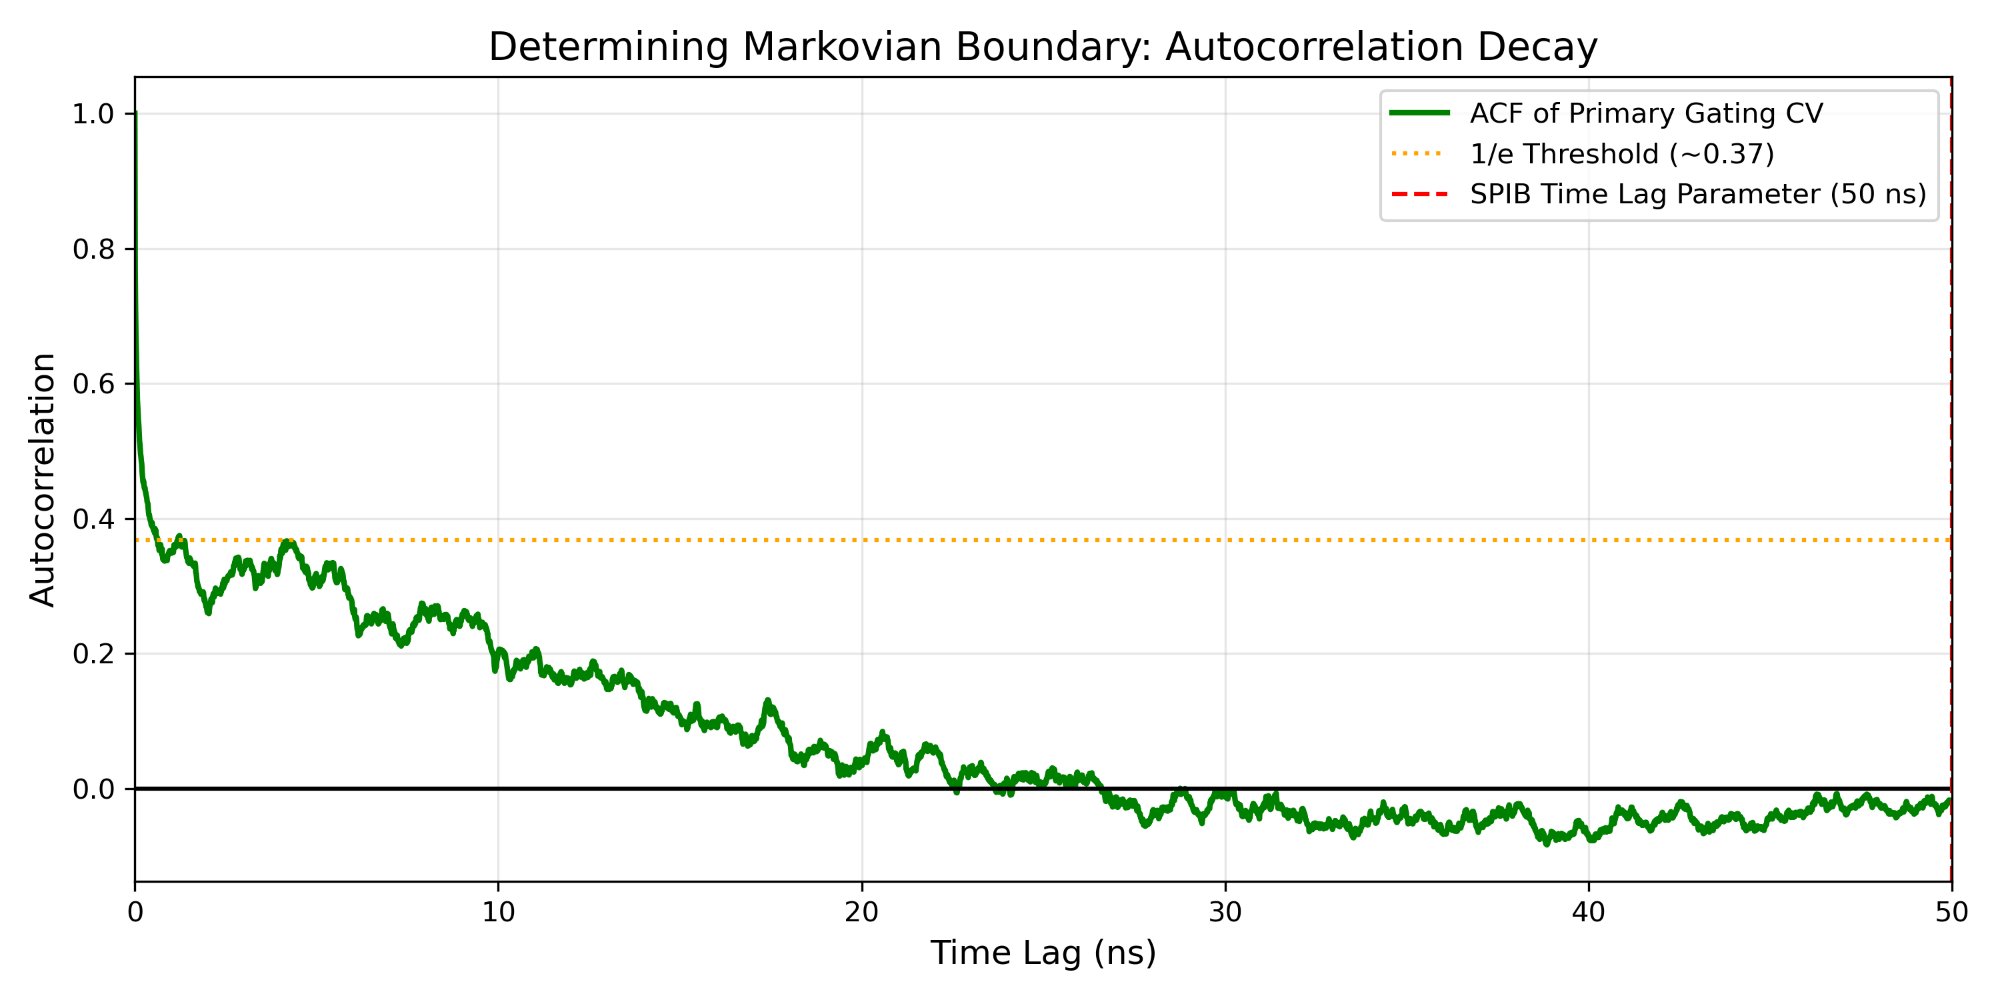 Determining Markovian Boundary: Autocorrelation Decay
ACF of Primary Gating CV
1/e Threshold (~0.37)
SPIB Time Lag Parameter (50 ns)
Autocorrelation
1.0
0.8
0.6
0.4
0.2
0.0
0 10 20 30 40 50
Time Lag (ns)